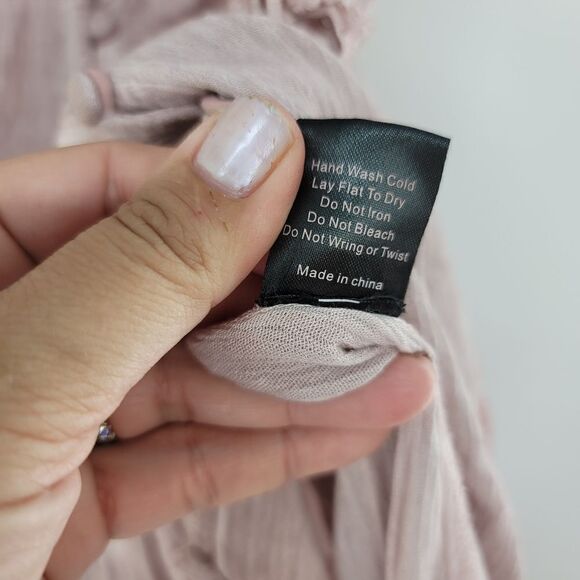 Hand Wash Cold
Lay Flat To Dry
Do Not Iron
Do Not Bleach
Do Not Wring or Twist
Made in china